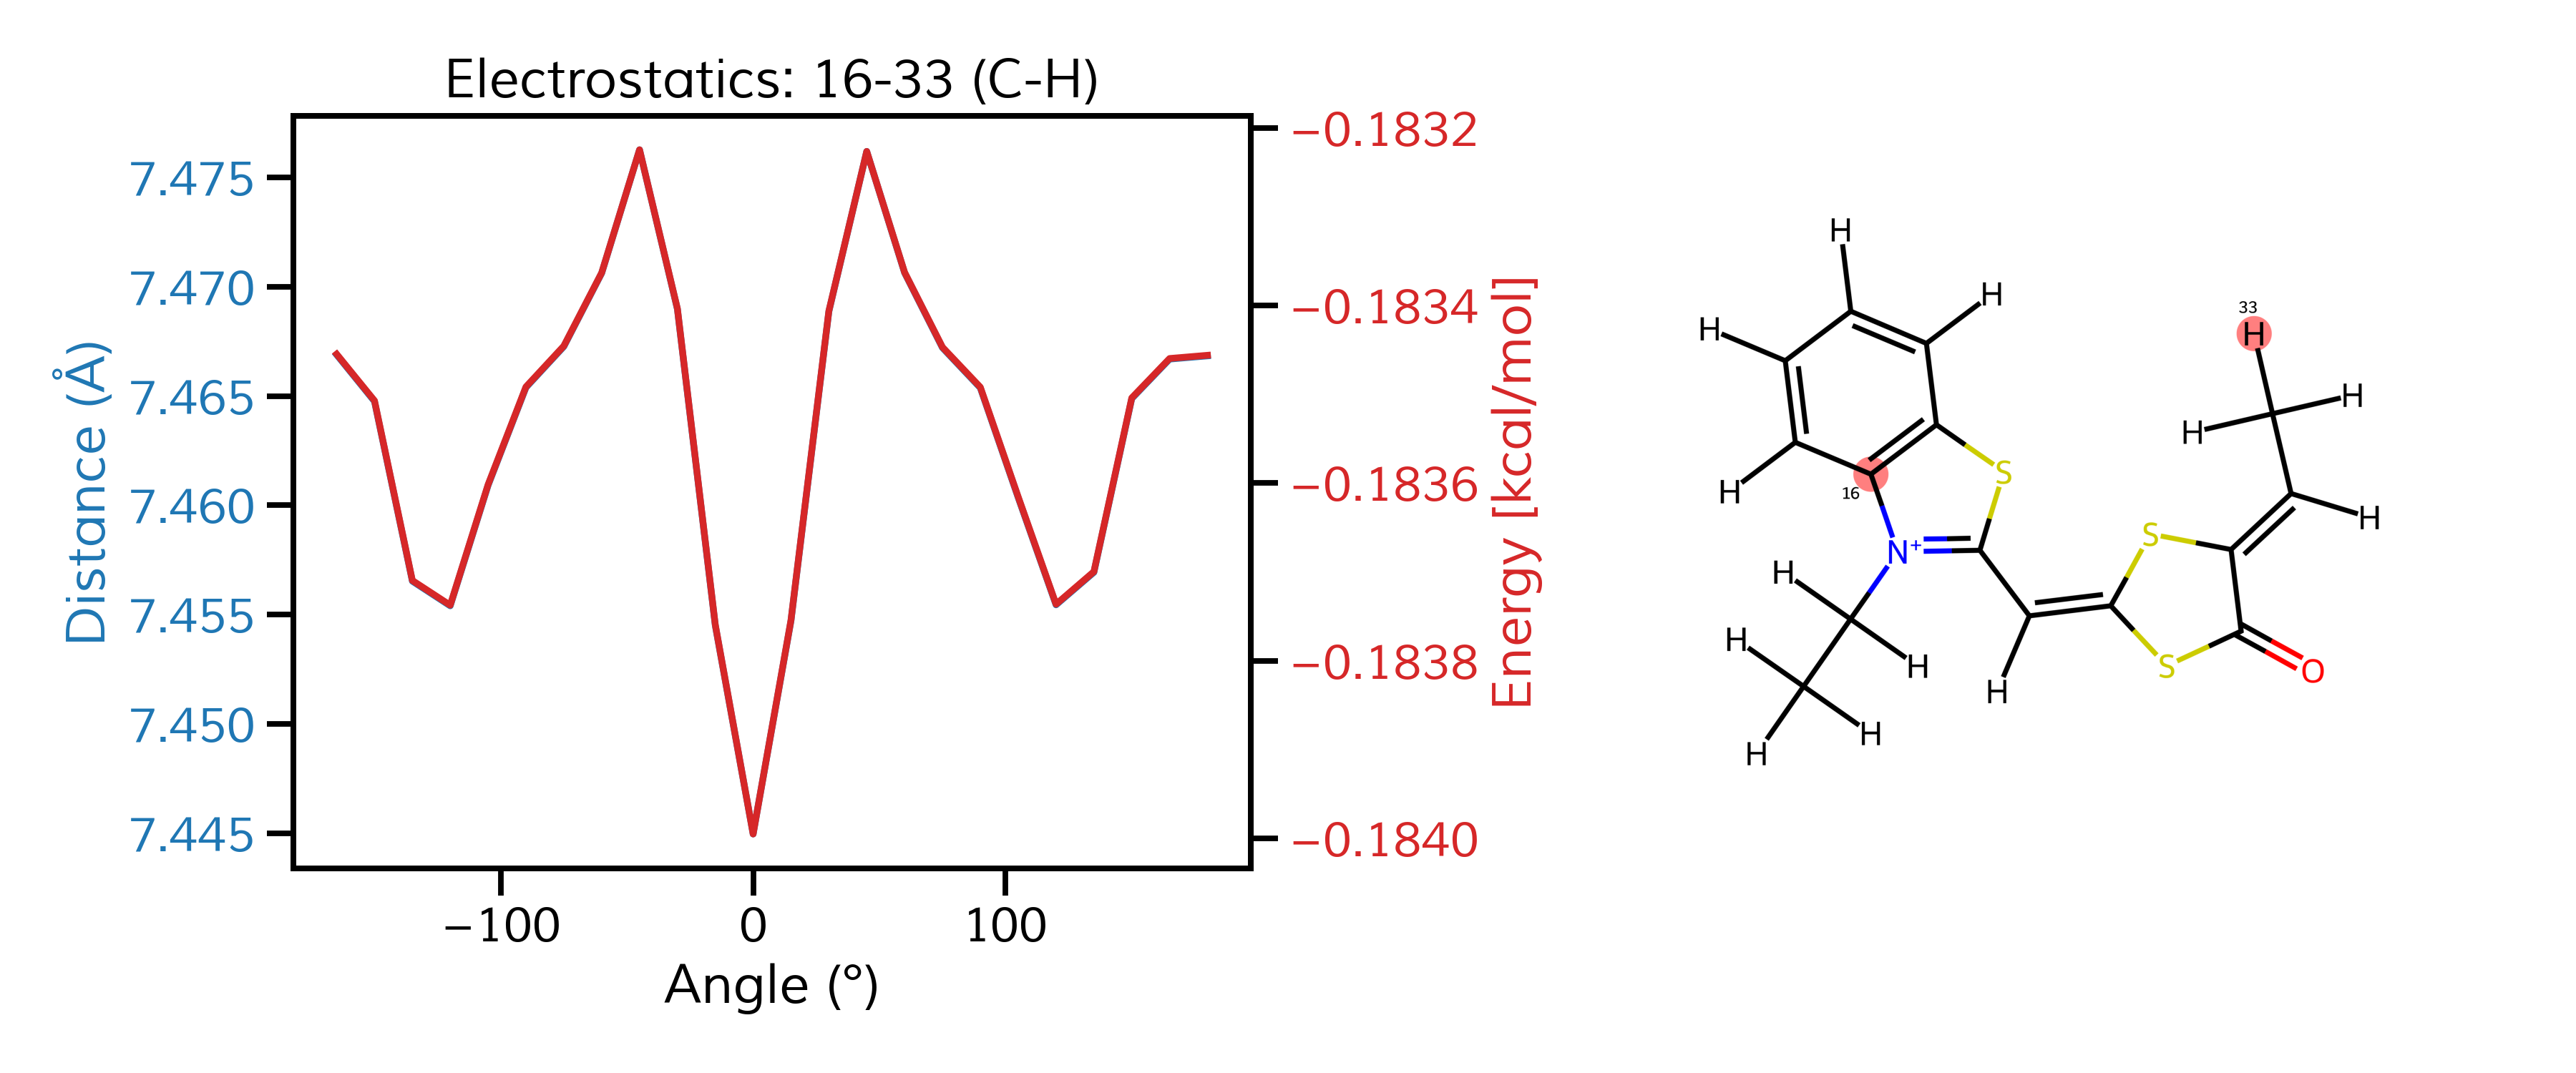 Electrostatics: 16-33 (C-H)
7.475
7.470
7.465
7.460
7.455
7.450
7.445
Distance (Å)
−100
0
100
Angle (°)
−0.1832
−0.1834
−0.1836
−0.1838
−0.1840
Energy [kcal/mol]
H
H
33
H
H
H
H
S
H
16
H
S
N+
H
H
H
S
O
H
H
H
H